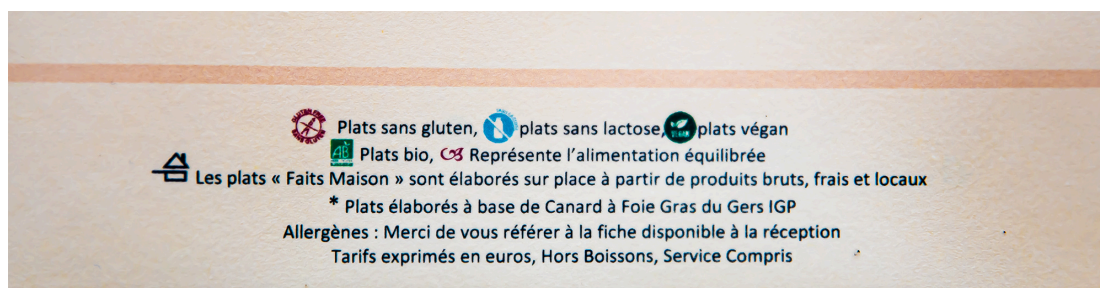 Plats sans gluten, plats sans lactose, plats végan
AB Plats bio, Représente l'alimentation équilibrée
Les plats « Faits Maison » sont élaborés sur place à partir de produits bruts, frais et locaux
* Plats élaborés à base de Canard à Foie Gras du Gers IGP
Allergènes : Merci de vous référer à la fiche disponible à la réception
Tarifs exprimés en euros, Hors Boissons, Service Compris